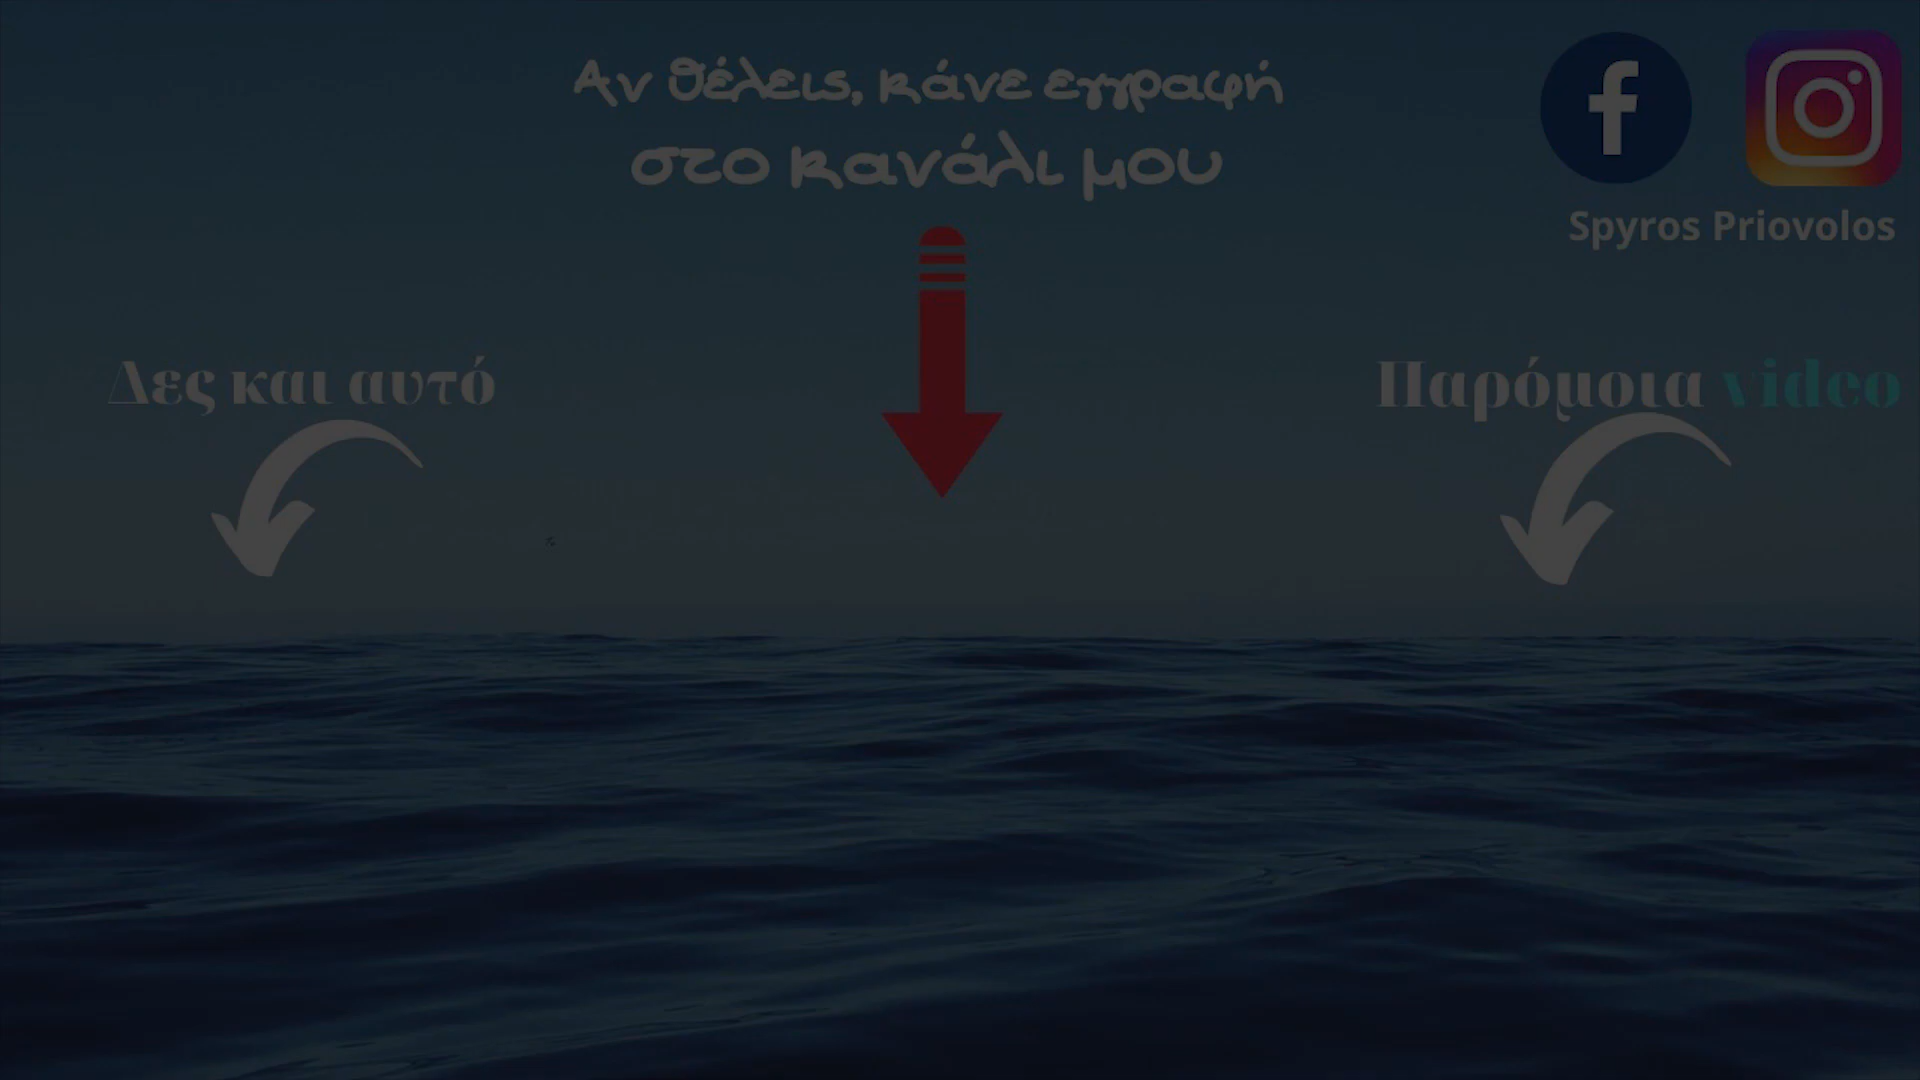 Αν θέλεις, κάνε εγγραφή
στο κανάλι μου
Spyros Priovolos
Δες και αυτό
Παρόμοια video